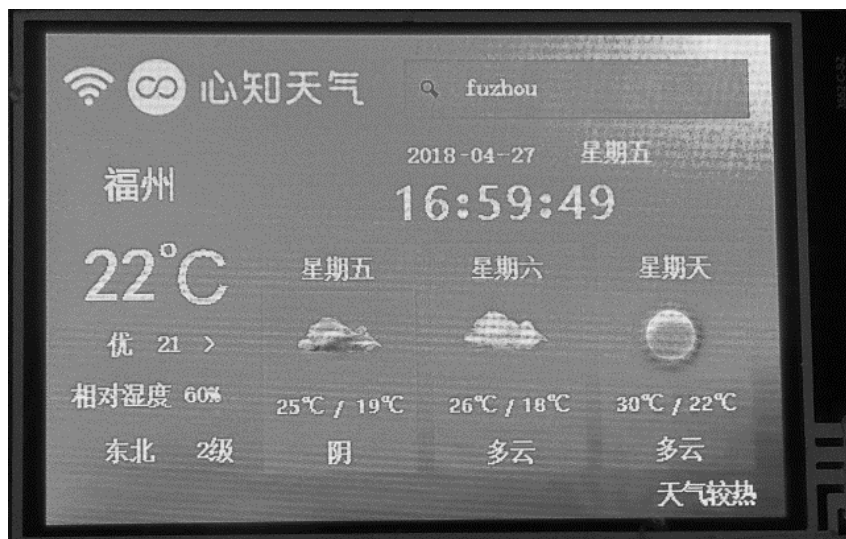 心知天气
fuzhou
2018-04-27 星期五
福州
16:59:49
22°C
星期五 星期六 星期天
优 21 >
相对湿度 60%
25℃ / 19℃ 26℃ / 18℃ 30℃ / 22℃
东北 2级 阴 多云 多云
天气较热